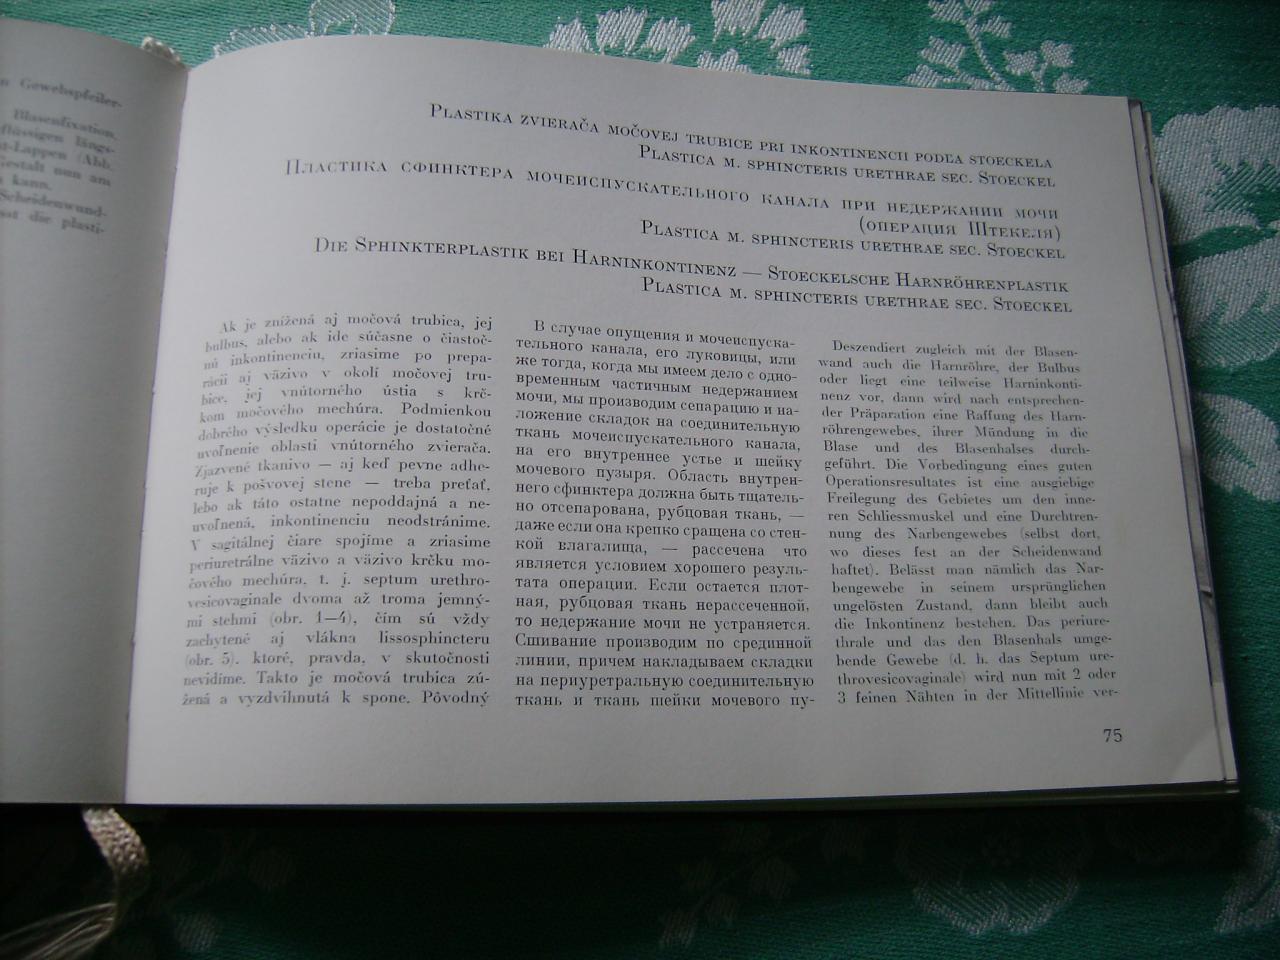 n Gewebspfeiler-
Blasenfixation,
flüssigen längs-
t-Lappen (Abb.
Gestalt nun am
kann.
Scheidenwund-
sst die plasti-
Plastika zvierača močovej trubice pri inkontinencii podľa stoeckela
Plastica m. sphincteris urethrae sec. Stoeckel
Пластика сфинктера мочеиспускательного канала при недержании мочи
(операция Штекеля)
Plastica m. sphincteris urethrae sec. Stoeckel
Die Sphinkterplastik bei Harninkontinenz — Stoeckelsche Harnröhrenplastik
Plastica m. sphincteris urethrae sec. Stoeckel
Ak je znížená aj močová trubica, jej
bulbus, alebo ak ide súčasne o čiastoč-
nú inkontinenciu, zriasime po prepa-
rácii aj väzivo v okolí močovej tru-
bice, jej vnútorného ústia s krč-
kom močového mechúra. Podmienkou
dobrého výsledku operácie je dostatočné
uvoľnenie oblasti vnútorného zvierača.
Zjazvené tkanivo — aj keď pevne adhe-
ruje k pošvovej stene — treba preťať,
lebo ak táto ostatne nepoddajná a ne-
uvoľnená, inkontinenciu neodstránime.
V sagitálnej čiare spojíme a zriasime
periuretrálne väzivo a väzivo krčku mo-
čového mechúra, t. j. septum urethro-
vesicovaginale dvoma až troma jemný-
mi stehmi (obr. 1—4), čím sú vždy
zachytené aj vlákna lissosphincteru
(obr. 5), ktoré, pravda, v skutočnosti
nevidíme. Takto je močová trubica zú-
žená a vyzdvihnutá k spone. Pôvodný
В случае опущения и мочеиспуска-
тельного канала, его луковицы, или
же тогда, когда мы имеем дело с одно-
временным частичным недержанием
мочи, мы производим сепарацию и на-
ложение складок на соединительную
ткань мочеиспускательного канала,
на его внутреннее устье и шейку
мочевого пузыря. Область внутрен-
него сфинктера должна быть тщатель-
но отсепарована, рубцовая ткань, —
даже если она крепко сращена со стен-
кой влагалища, — рассечена что
является условием хорошего резуль-
тата операции. Если остается плот-
ная, рубцовая ткань нерассеченной,
то недержание мочи не устраняется.
Сшивание производим по срединной
линии, причем накладываем складки
на периуретральную соединительную
ткань и ткань шейки мочевого пу-
Deszendiert zugleich mit der Blasen-
wand auch die Harnröhre, der Bulbus
oder liegt eine teilweise Harninkonti-
nenz vor, dann wird nach entsprechen-
der Präparation eine Raffung des Harn-
röhrengewebes, ihrer Mündung in die
Blase und des Blasenhalses durch-
geführt. Die Vorbedingung eines guten
Operationsresultates ist eine ausgiebige
Freilegung des Gebietes um den inne-
ren Schliessmuskel und eine Durchtren-
nung des Narbengewebes (selbst dort,
wo dieses fest an der Scheidenwand
haftet). Belässt man nämlich das Nar-
bengewebe in seinem ursprünglichen
ungelösten Zustand, dann bleibt auch
die Inkontinenz bestehen. Das periure-
thrale und das den Blasenhals umge-
bende Gewebe (d. h. das Septum ure-
throvesicovaginale) wird nun mit 2 oder
3 feinen Nähten in der Mittellinie ver-
75